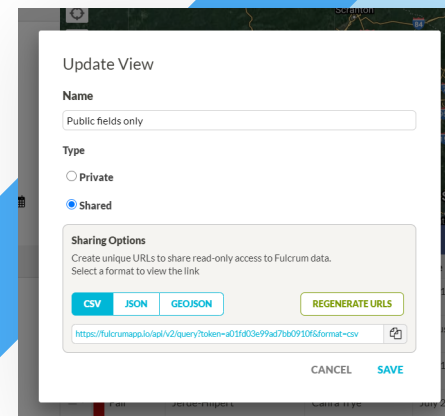 Scranton
84
Update View
Name
Public fields only
Type
Private
Shared
Sharing Options
Create unique URLs to share read-only access to Fulcrum data.
Select a format to view the link
CSV JSON GEOJSON REGENERATE URLS
https://fulcrumapp.io/api/v2/query?token=a01fd03e99ad7bb0910f&format=csv
CANCEL SAVE